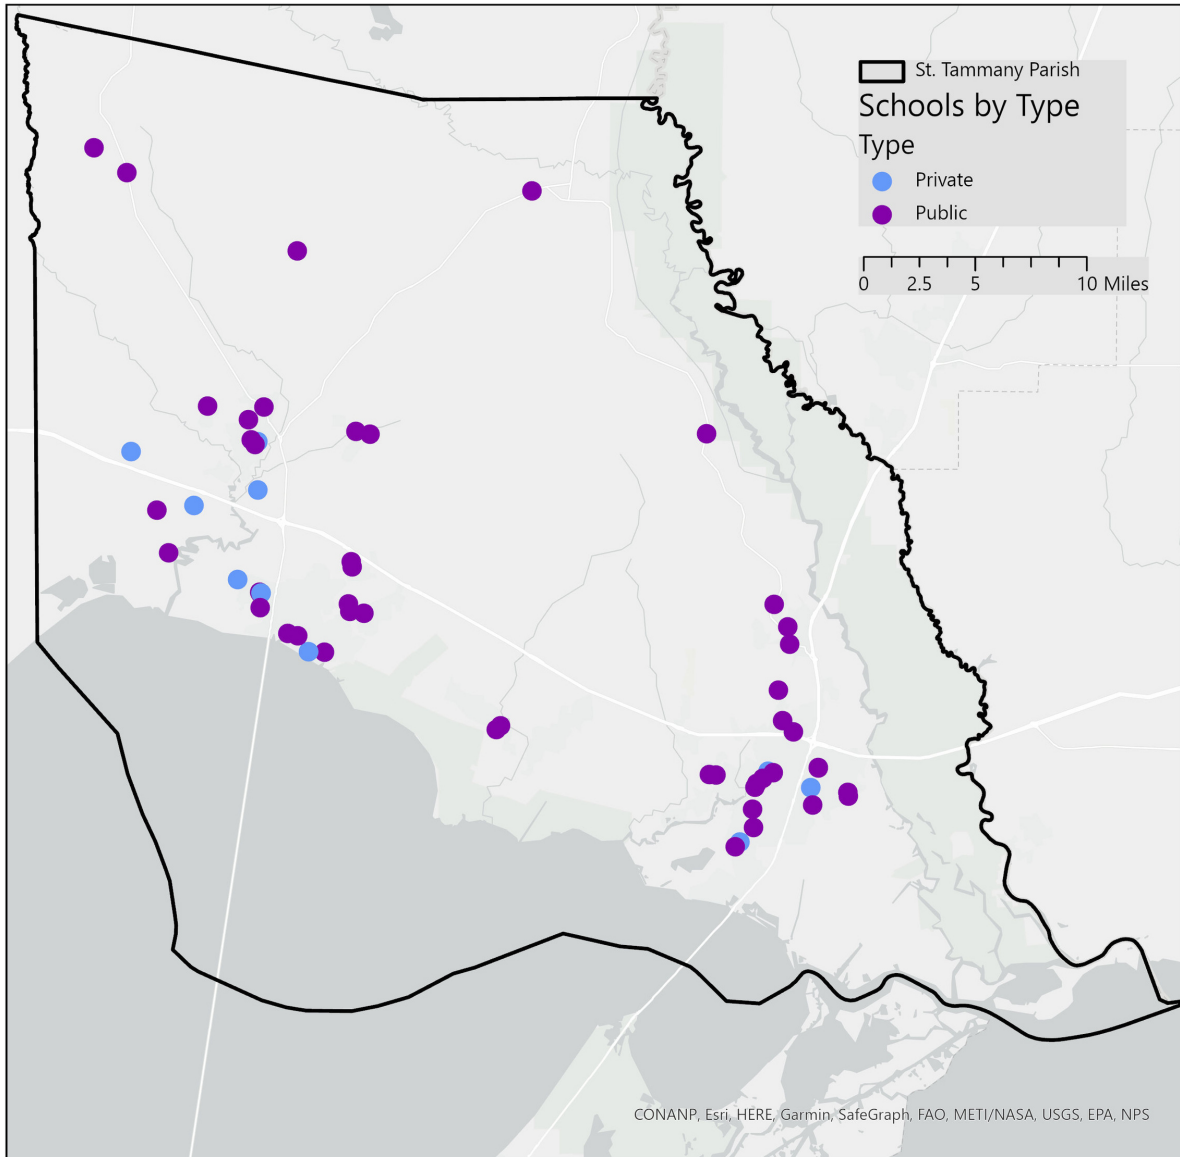 St. Tammany Parish
Schools by Type
Type
Private
Public
0 2.5 5 10 Miles
CONANP, Esri, HERE, Garmin, SafeGraph, FAO, METI/NASA, USGS, EPA, NPS